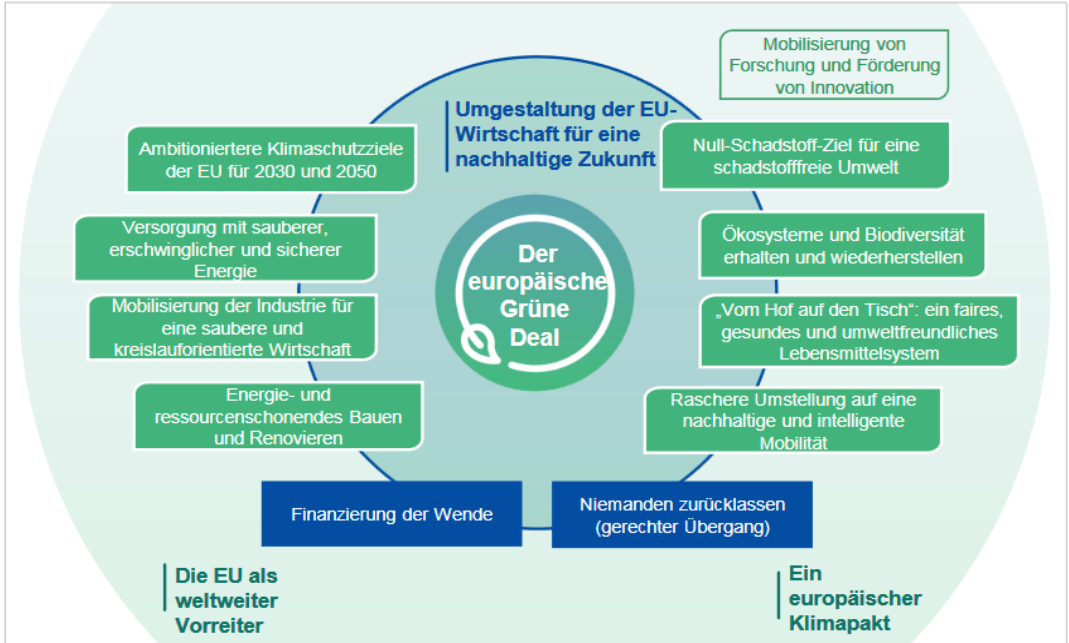 Mobilisierung von
Forschung und Förderung
von Innovation
Umgestaltung der EU-
Wirtschaft für eine
nachhaltige Zukunft
Ambitioniertere Klimaschutzziele
der EU für 2030 und 2050
Null-Schadstoff-Ziel für eine
schadstofffreie Umwelt
Versorgung mit sauberer,
erschwinglicher und sicherer
Energie
Ökosysteme und Biodiversität
erhalten und wiederherstellen
Der
europäische
Grüne
Deal
Mobilisierung der Industrie für
eine saubere und
kreislauforientierte Wirtschaft
„Vom Hof auf den Tisch“: ein faires,
gesundes und umweltfreundliches
Lebensmittelsystem
Energie- und
ressourcenschonendes Bauen
und Renovieren
Raschere Umstellung auf eine
nachhaltige und intelligente
Mobilität
Finanzierung der Wende
Niemanden zurücklassen
(gerechter Übergang)
Die EU als
weltweiter
Vorreiter
Ein
europäischer
Klimapakt